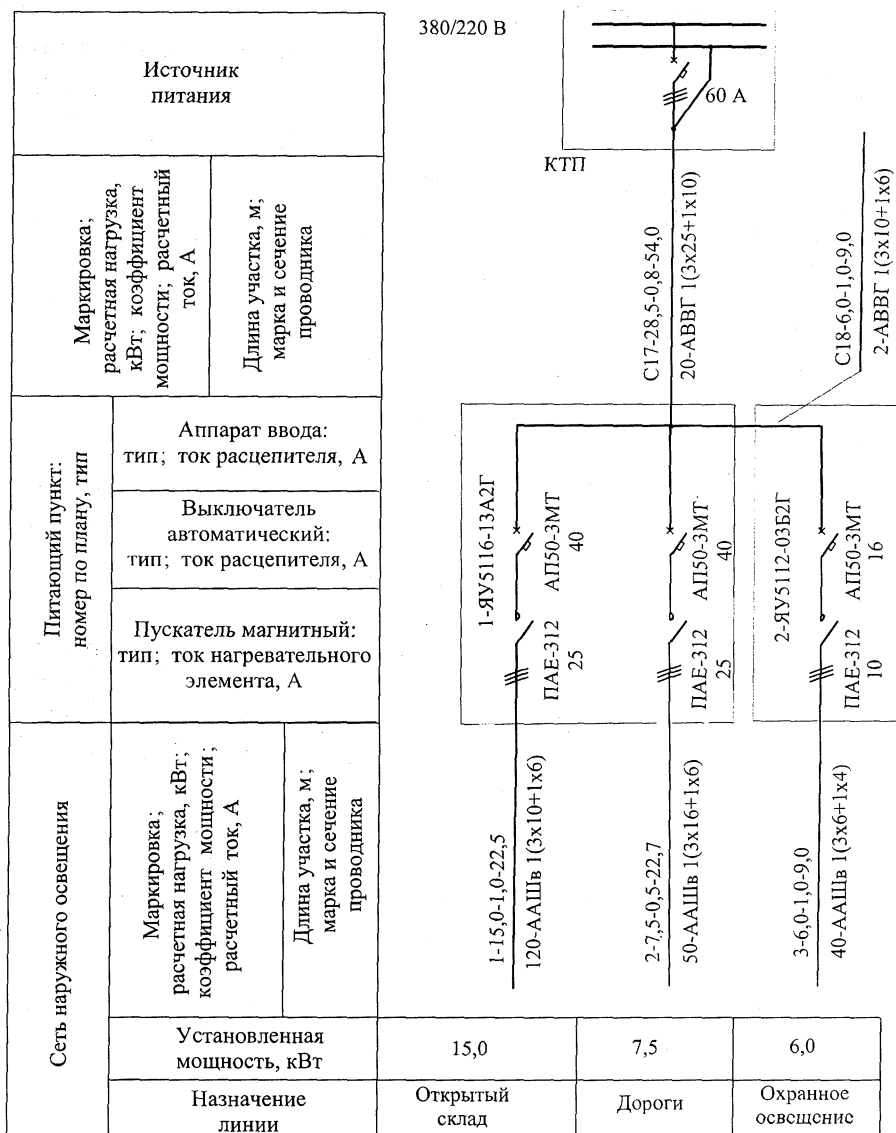 380/220 В
Источник
питания
60 А
КТП
Маркировка;
расчетная нагрузка,
кВт; коэффициент
мощности; расчетный
ток, А
Длина участка, м;
марка и сечение
проводника
С17-28,5-0,8-54,0
20-АВВГ 1(3х25+1х10)
С18-6,0-1,0-9,0
2-АВВГ 1(3х10+1х6)
Питающий пункт:
номер по плану, тип
Аппарат ввода:
тип; ток расцепителя, А
Выключатель
автоматический:
тип; ток расцепителя, А
Пускатель магнитный:
тип; ток нагревательного
элемента, А
1-ЯУ5116-13А2Г
АП50-3МТ
40
АП50-3МТ
40
2-ЯУ5112-03Б2Г
АП50-3МТ
16
ПАЕ-312
25
ПАЕ-312
25
ПАЕ-312
10
Сеть наружного освещения
Маркировка;
расчетная нагрузка, кВт;
коэффициент мощности;
расчетный ток, А
Длина участка, м;
марка и сечение
проводника
1-15,0-1,0-22,5
120-ААШв 1(3х10+1х6)
2-7,5-0,5-22,7
50-ААШв 1(3х16+1х6)
3-6,0-1,0-9,0
40-ААШв 1(3х6+1х4)
Установленная
мощность, кВт
15,0
7,5
6,0
Назначение
линии
Открытый
склад
Дороги
Охранное
освещение